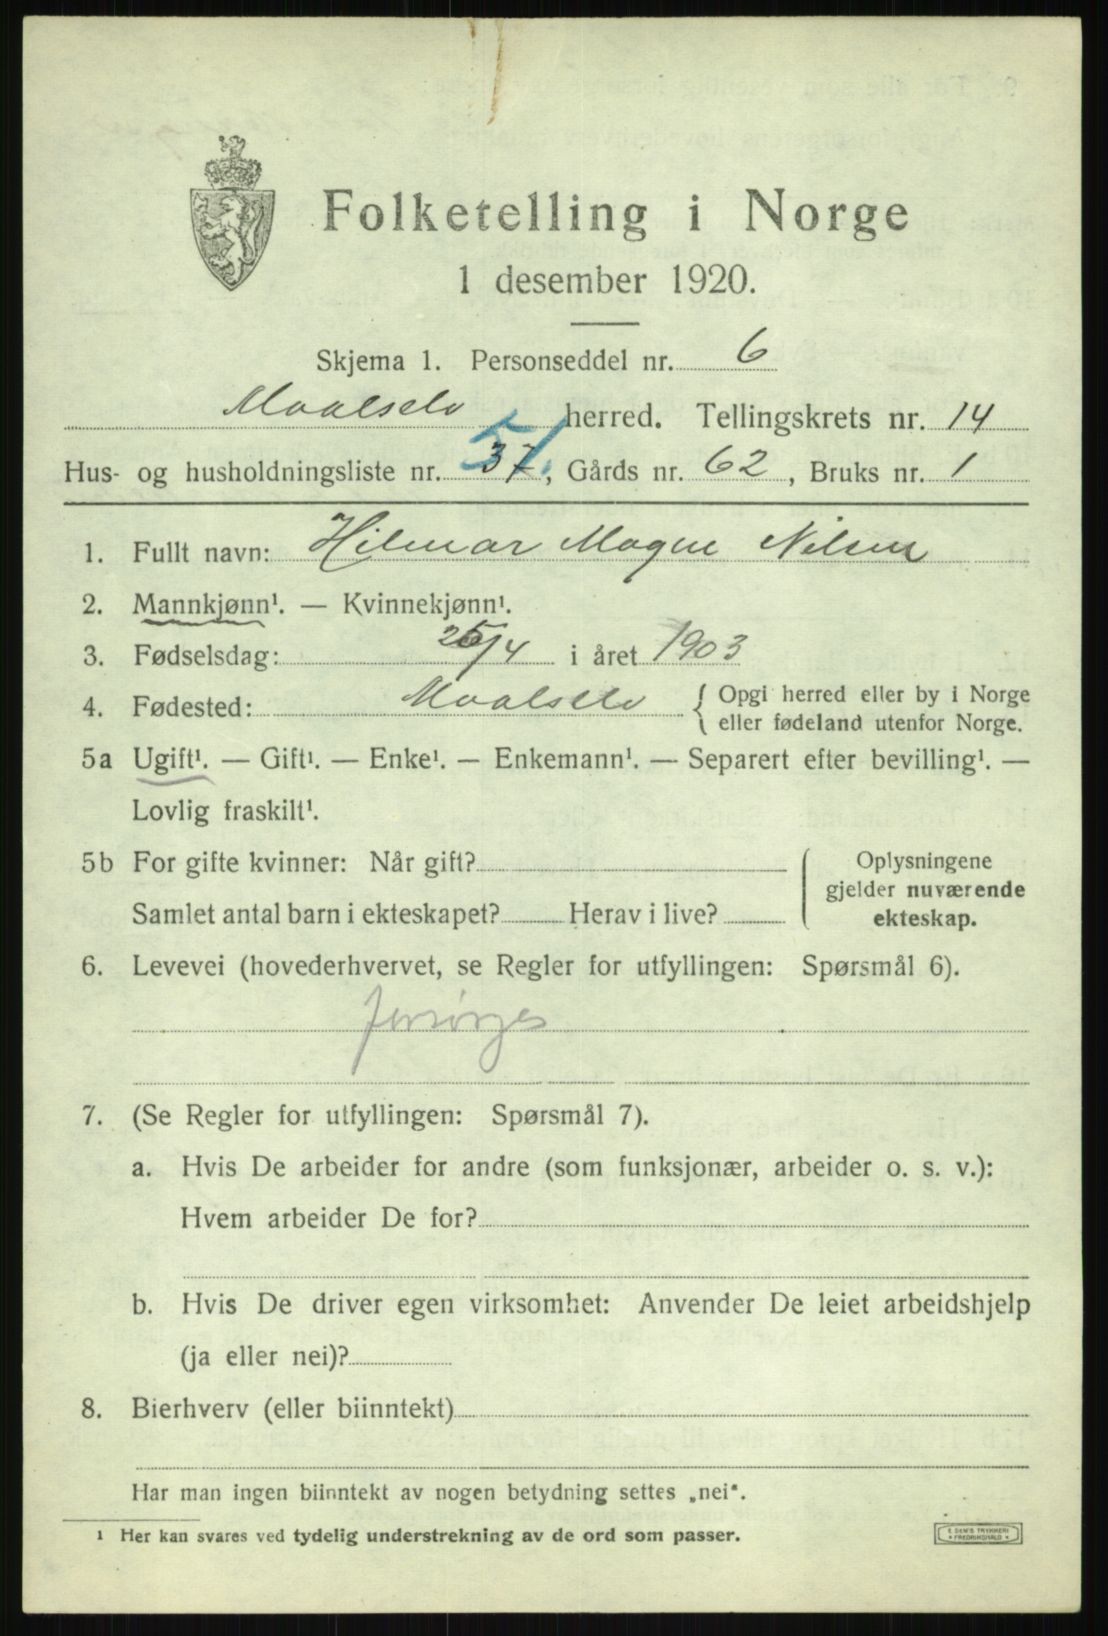 Folketelling i Norge
1 desember 1920.
Skjema 1. Personseddel nr. 6
Maalselv herred. Tellingskrets nr. 14
51.
Hus- og husholdningsliste nr. 37, Gårds nr. 62, Bruks nr. 1
1. Fullt navn: Hilmar Magne Nilsen
2. Mannkjønn¹. — Kvinnekjønn¹.
3. Fødselsdag: 25/4 i året 1903
4. Fødested: Maalselv { Opgi herred eller by i Norge
eller fødeland utenfor Norge.
5a Ugift¹. — Gift¹. — Enke¹. — Enkemann¹. — Separert efter bevilling¹. —
Lovlig fraskilt¹.
5b For gifte kvinner: Når gift?
Samlet antal barn i ekteskapet? Herav i live?
Oplysningene
gjelder nuværende
ekteskap.
6. Levevei (hovederhvervet, se Regler for utfyllingen: Spørsmål 6).
forsørges
7. (Se Regler for utfyllingen: Spørsmål 7).
a. Hvis De arbeider for andre (som funksjonær, arbeider o. s. v.):
Hvem arbeider De for?
b. Hvis De driver egen virksomhet: Anvender De leiet arbeidshjelp
(ja eller nei)?
8. Bierhverv (eller biinntekt)
Har man ingen biinntekt av nogen betydning settes „nei".
¹ Her kan svares ved tydelig understrekning av de ord som passer.
E. SEM'S TRYKKERI
• FREDRIKSHALD •